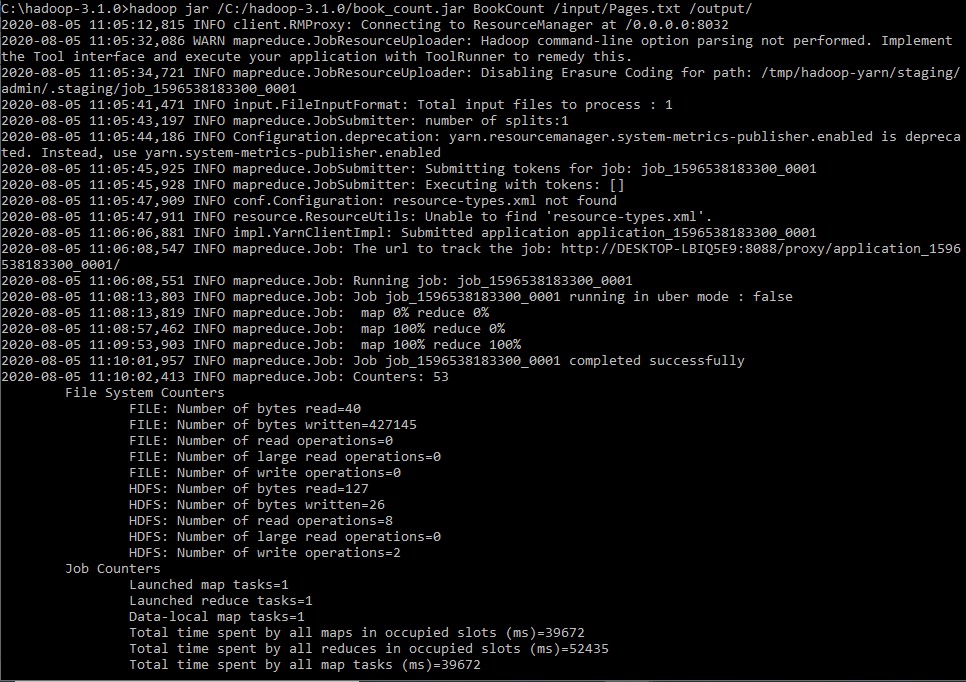 C:\hadoop-3.1.0>hadoop jar /C:/hadoop-3.1.0/book_count.jar BookCount /input/Pages.txt /output/
2020-08-05 11:05:12,815 INFO client.RMProxy: Connecting to ResourceManager at /0.0.0.0:8032
2020-08-05 11:05:32,086 WARN mapreduce.JobResourceUploader: Hadoop command-line option parsing not performed. Implement
the Tool interface and execute your application with ToolRunner to remedy this.
2020-08-05 11:05:34,721 INFO mapreduce.JobResourceUploader: Disabling Erasure Coding for path: /tmp/hadoop-yarn/staging/
admin/.staging/job_1596538183300_0001
2020-08-05 11:05:41,471 INFO input.FileInputFormat: Total input files to process : 1
2020-08-05 11:05:43,197 INFO mapreduce.JobSubmitter: number of splits:1
2020-08-05 11:05:44,186 INFO Configuration.deprecation: yarn.resourcemanager.system-metrics-publisher.enabled is depreca
ted. Instead, use yarn.system-metrics-publisher.enabled
2020-08-05 11:05:45,925 INFO mapreduce.JobSubmitter: Submitting tokens for job: job_1596538183300_0001
2020-08-05 11:05:45,928 INFO mapreduce.JobSubmitter: Executing with tokens: []
2020-08-05 11:05:47,909 INFO conf.Configuration: resource-types.xml not found
2020-08-05 11:05:47,911 INFO resource.ResourceUtils: Unable to find 'resource-types.xml'.
2020-08-05 11:06:06,881 INFO impl.YarnClientImpl: Submitted application application_1596538183300_0001
2020-08-05 11:06:08,547 INFO mapreduce.Job: The url to track the job: http://DESKTOP-LBIQ5E9:8088/proxy/application_1596
538183300_0001/
2020-08-05 11:06:08,551 INFO mapreduce.Job: Running job: job_1596538183300_0001
2020-08-05 11:08:13,803 INFO mapreduce.Job: Job job_1596538183300_0001 running in uber mode : false
2020-08-05 11:08:13,819 INFO mapreduce.Job:  map 0% reduce 0%
2020-08-05 11:08:57,462 INFO mapreduce.Job:  map 100% reduce 0%
2020-08-05 11:09:53,903 INFO mapreduce.Job:  map 100% reduce 100%
2020-08-05 11:10:01,957 INFO mapreduce.Job: Job job_1596538183300_0001 completed successfully
2020-08-05 11:10:02,413 INFO mapreduce.Job: Counters: 53
File System Counters
FILE: Number of bytes read=40
FILE: Number of bytes written=427145
FILE: Number of read operations=0
FILE: Number of large read operations=0
FILE: Number of write operations=0
HDFS: Number of bytes read=127
HDFS: Number of bytes written=26
HDFS: Number of read operations=8
HDFS: Number of large read operations=0
HDFS: Number of write operations=2
Job Counters
Launched map tasks=1
Launched reduce tasks=1
Data-local map tasks=1
Total time spent by all maps in occupied slots (ms)=39672
Total time spent by all reduces in occupied slots (ms)=52435
Total time spent by all map tasks (ms)=39672